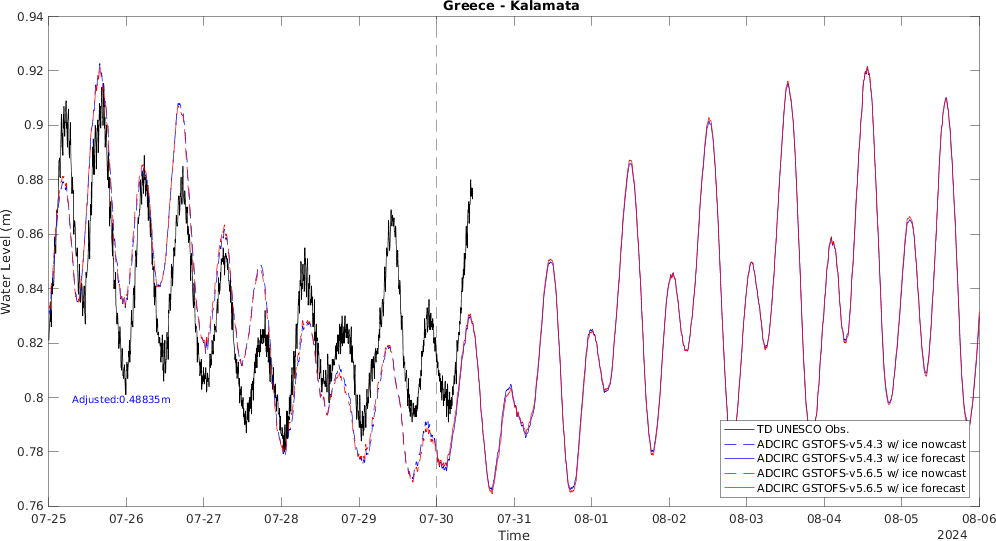 Greece - Kalamata
0.94
0.92
0.9
0.88
0.86
0.84
0.82
0.8
0.78
0.76
Water Level (m)
Adjusted:0.48835m
TD UNESCO Obs.
ADCIRC GSTOFS-v5.4.3 w/ ice nowcast
ADCIRC GSTOFS-v5.4.3 w/ ice forecast
ADCIRC GSTOFS-v5.6.5 w/ ice nowcast
ADCIRC GSTOFS-v5.6.5 w/ ice forecast
07-25 07-26 07-27 07-28 07-29 07-30 07-31 08-01 08-02 08-03 08-04 08-05 08-06
Time
2024